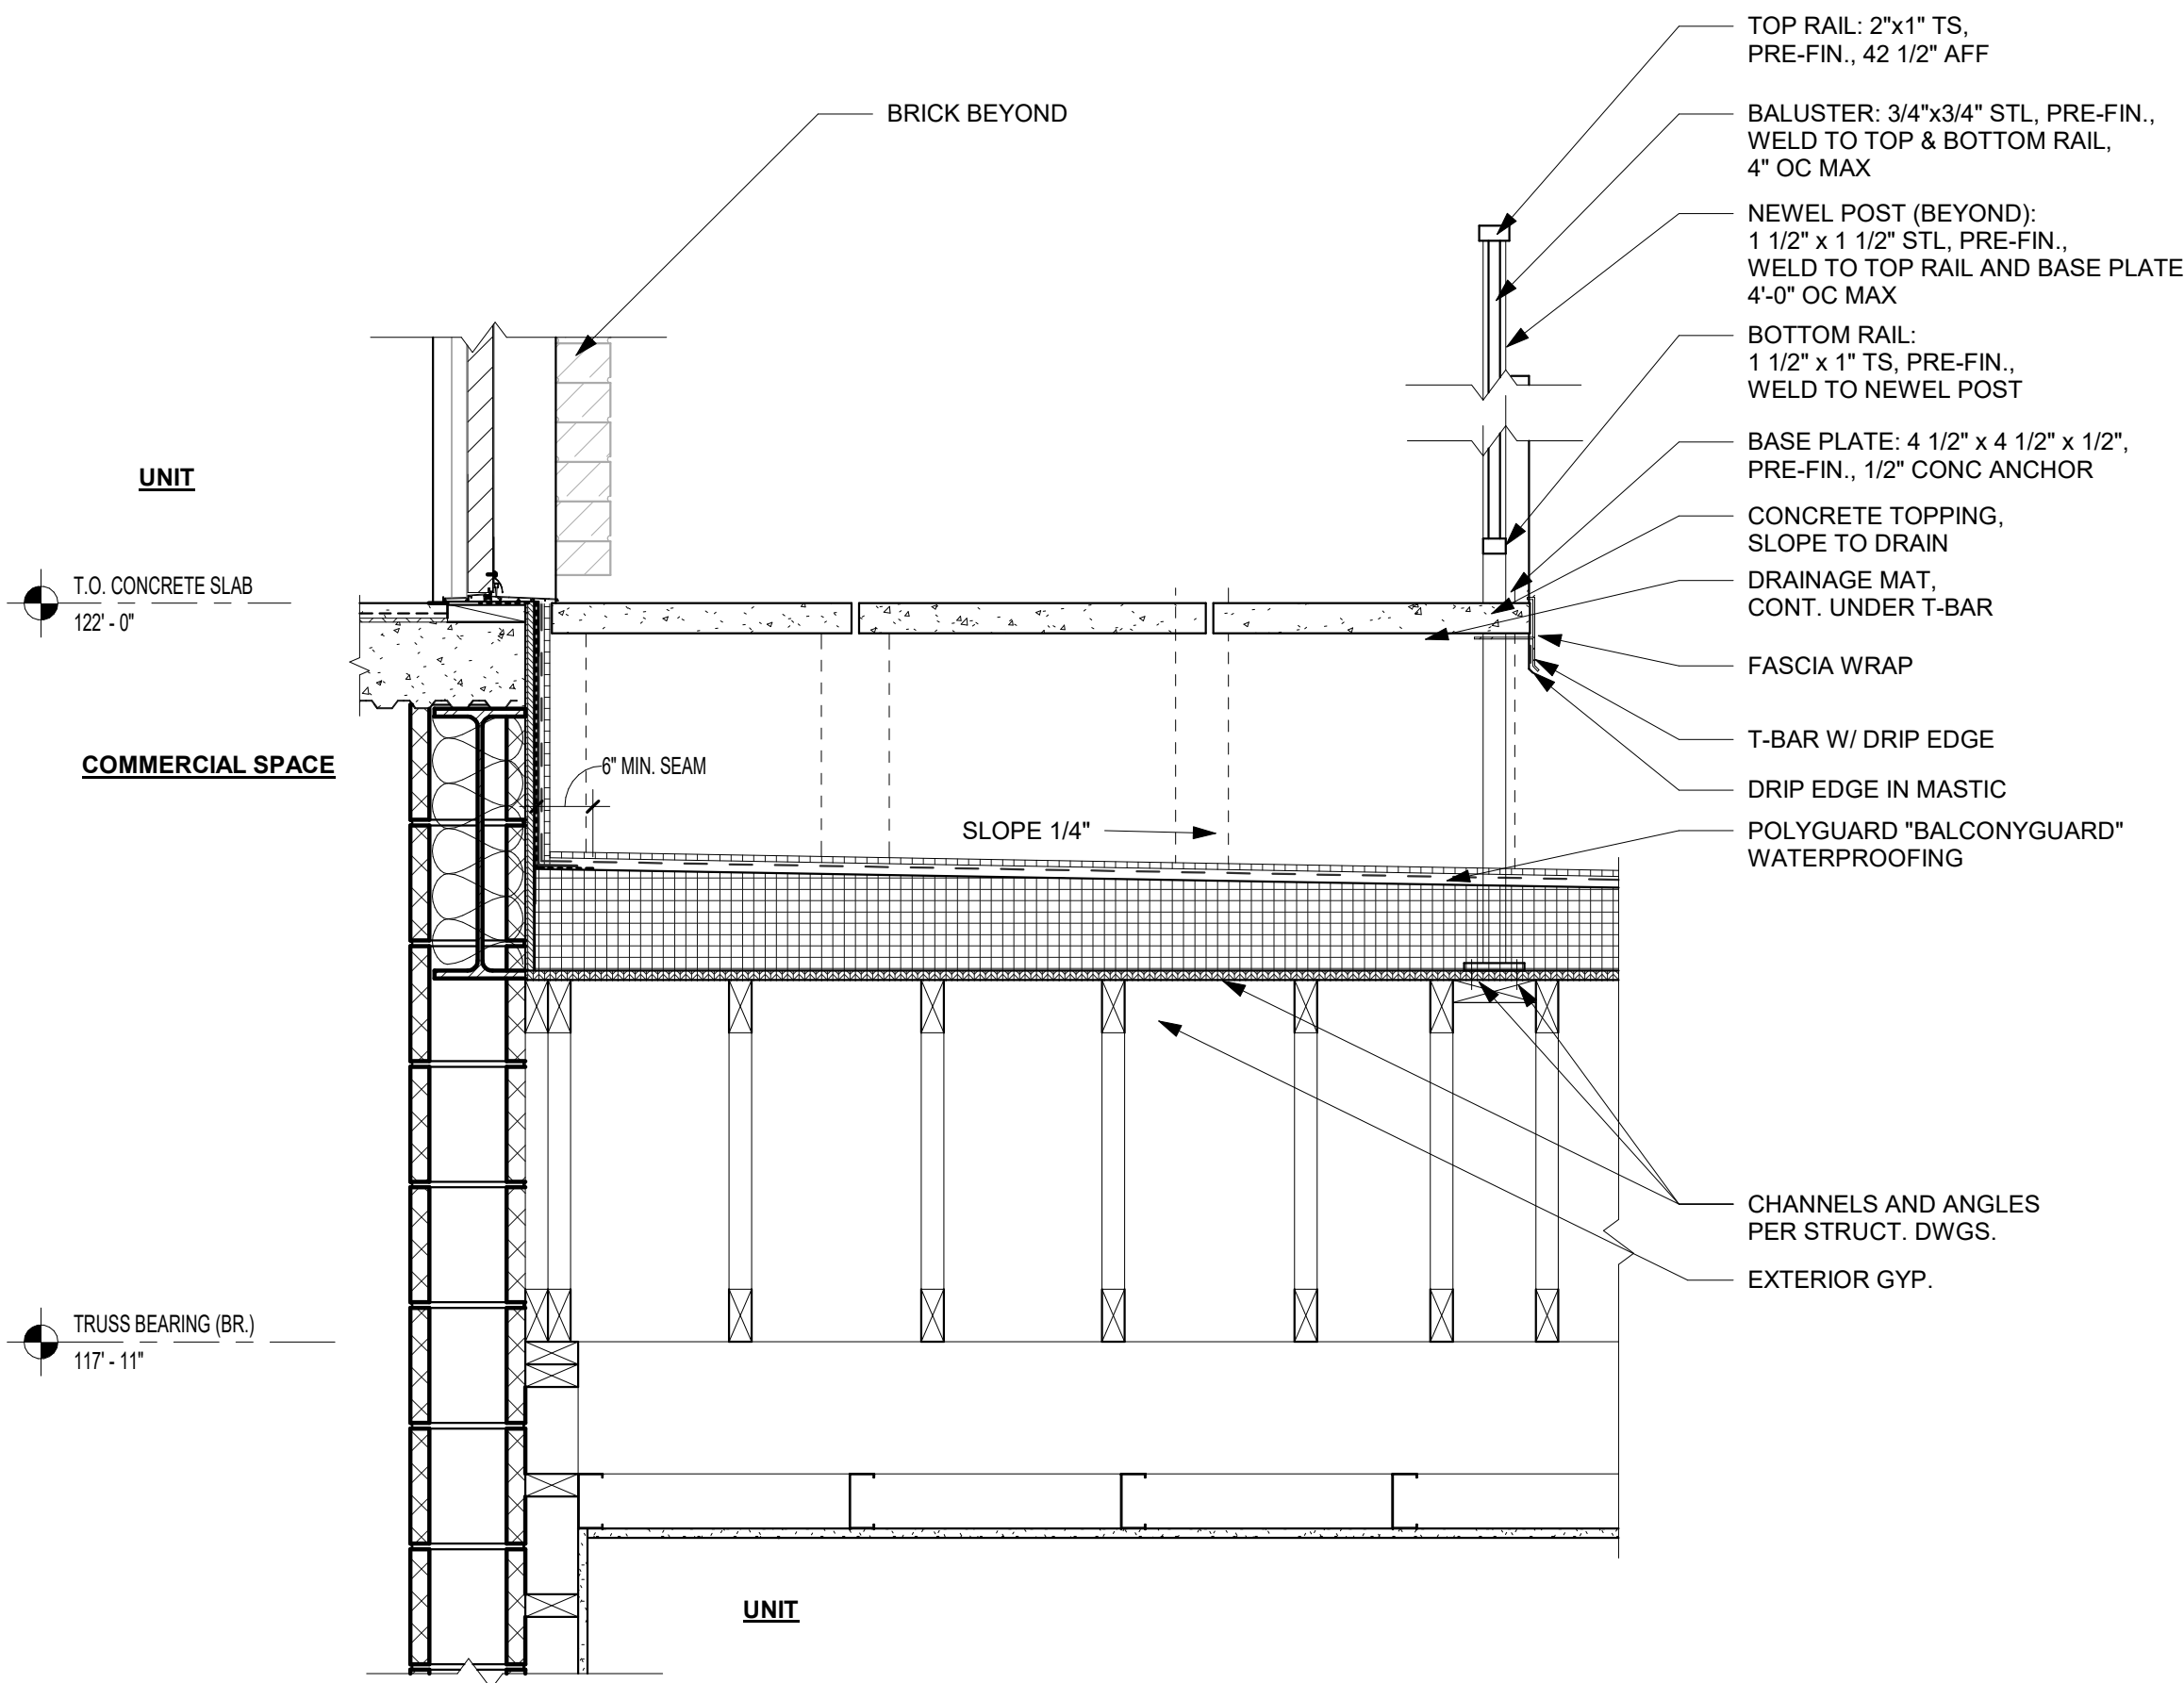 TOP RAIL: 2"x1" TS,
PRE-FIN., 42 1/2" AFF
BRICK BEYOND
BALUSTER: 3/4"x3/4" STL, PRE-FIN.,
WELD TO TOP & BOTTOM RAIL,
4" OC MAX
NEWEL POST (BEYOND):
1 1/2" x 1 1/2" STL, PRE-FIN.,
WELD TO TOP RAIL AND BASE PLATE
4'-0" OC MAX
BOTTOM RAIL:
1 1/2" x 1" TS, PRE-FIN.,
WELD TO NEWEL POST
BASE PLATE: 4 1/2" x 4 1/2" x 1/2",
PRE-FIN., 1/2" CONC ANCHOR
UNIT
CONCRETE TOPPING,
SLOPE TO DRAIN
DRAINAGE MAT,
CONT. UNDER T-BAR
T.O. CONCRETE SLAB
122' - 0"
FASCIA WRAP
T-BAR W/ DRIP EDGE
COMMERCIAL SPACE
6" MIN. SEAM
DRIP EDGE IN MASTIC
SLOPE 1/4"
POLYGUARD "BALCONYGUARD"
WATERPROOFING
CHANNELS AND ANGLES
PER STRUCT. DWGS.
EXTERIOR GYP.
TRUSS BEARING (BR.)
117' - 11"
UNIT